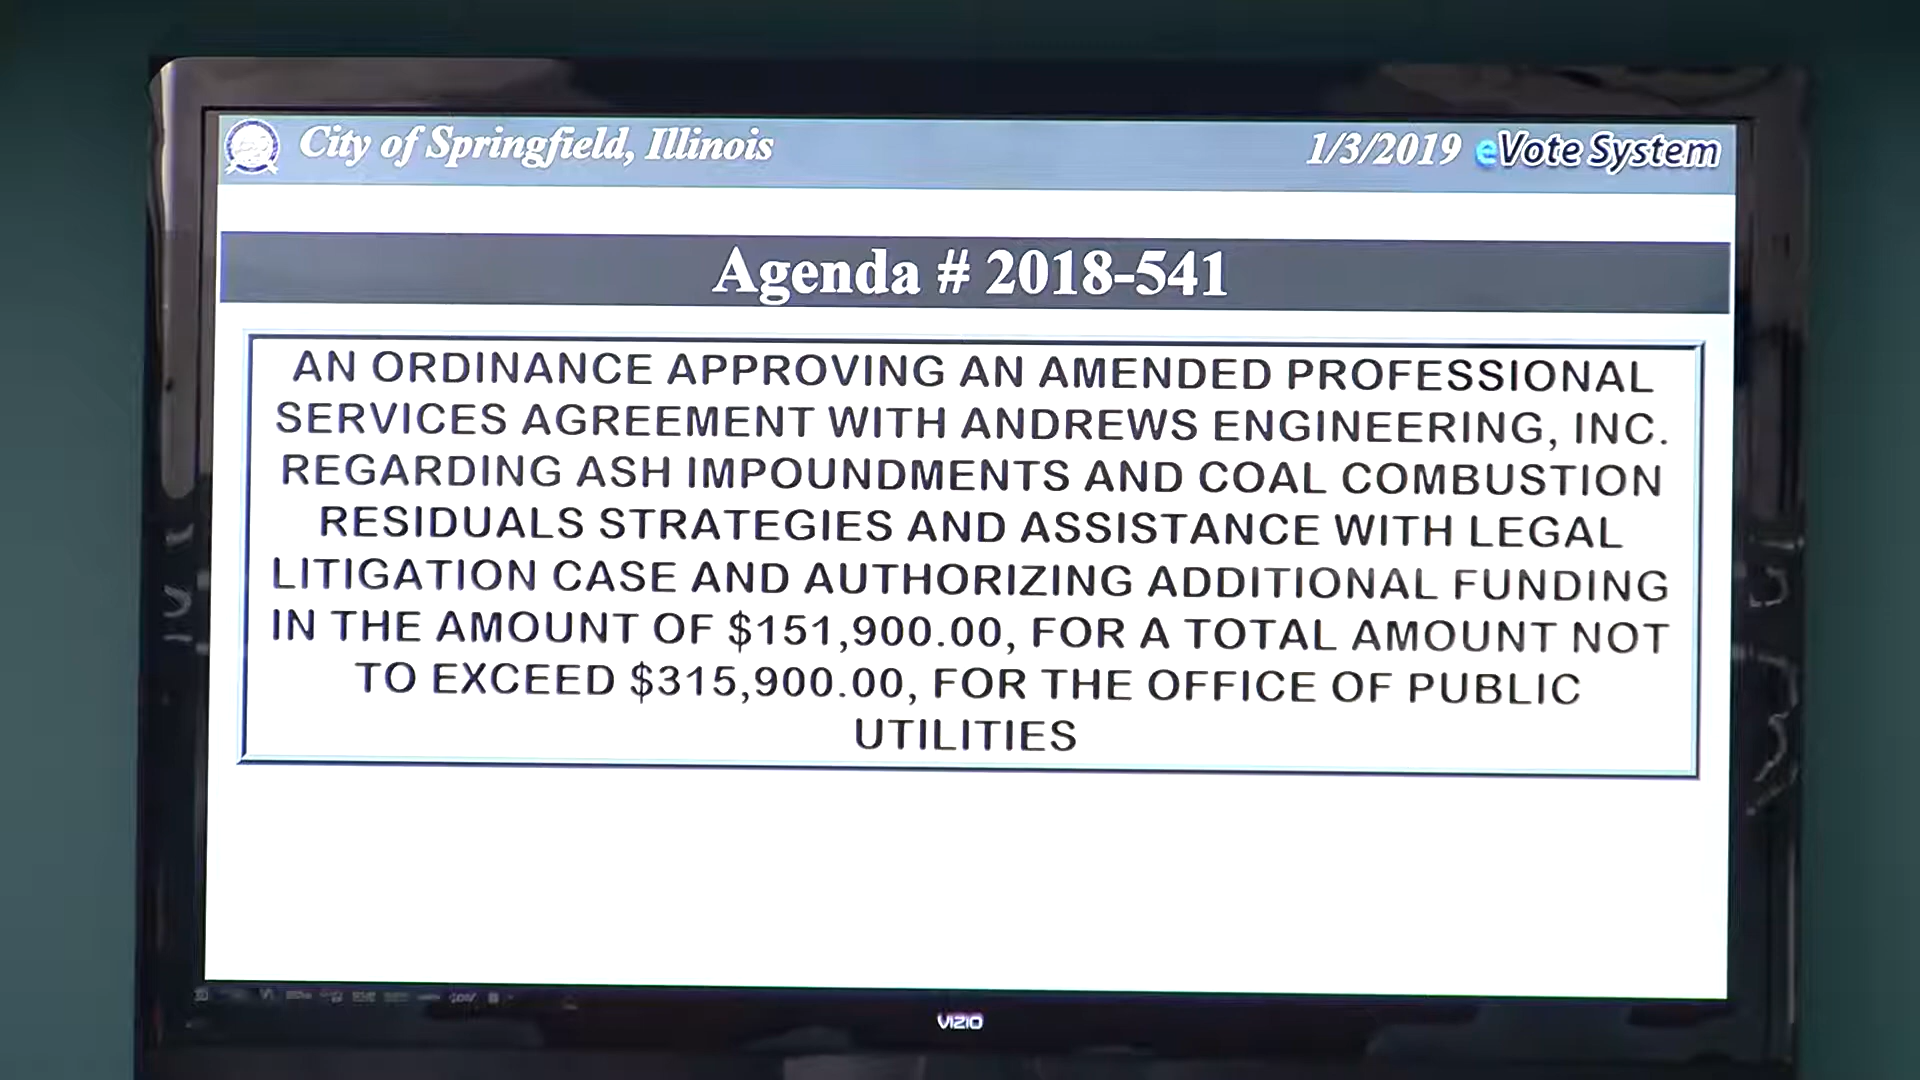 City of Springfield, Illinois
1/3/2019 eVote System
Agenda # 2018-541
AN ORDINANCE APPROVING AN AMENDED PROFESSIONAL
SERVICES AGREEMENT WITH ANDREWS ENGINEERING, INC.
REGARDING ASH IMPOUNDMENTS AND COAL COMBUSTION
RESIDUALS STRATEGIES AND ASSISTANCE WITH LEGAL
LITIGATION CASE AND AUTHORIZING ADDITIONAL FUNDING
IN THE AMOUNT OF $151,900.00, FOR A TOTAL AMOUNT NOT
TO EXCEED $315,900.00, FOR THE OFFICE OF PUBLIC
UTILITIES
VIZIO